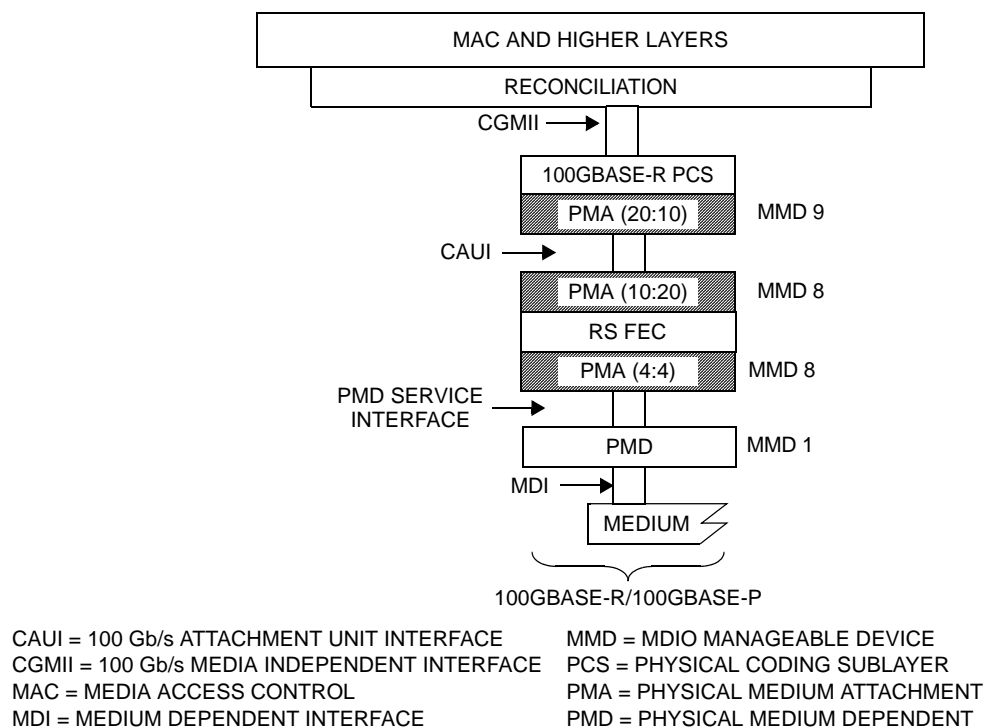 MAC AND HIGHER LAYERS
RECONCILIATION
CGMII
100GBASE-R PCS
PMA (20:10)
MMD 9
CAUI
PMA (10:20)
MMD 8
RS FEC
PMA (4:4)
MMD 8
PMD SERVICE
INTERFACE
PMD
MMD 1
MDI
MEDIUM
100GBASE-R/100GBASE-P
CAUI = 100 Gb/s ATTACHMENT UNIT INTERFACE
CGMII = 100 Gb/s MEDIA INDEPENDENT INTERFACE
MAC = MEDIA ACCESS CONTROL
MDI = MEDIUM DEPENDENT INTERFACE
MMD = MDIO MANAGEABLE DEVICE
PCS = PHYSICAL CODING SUBLAYER
PMA = PHYSICAL MEDIUM ATTACHMENT
PMD = PHYSICAL MEDIUM DEPENDENT